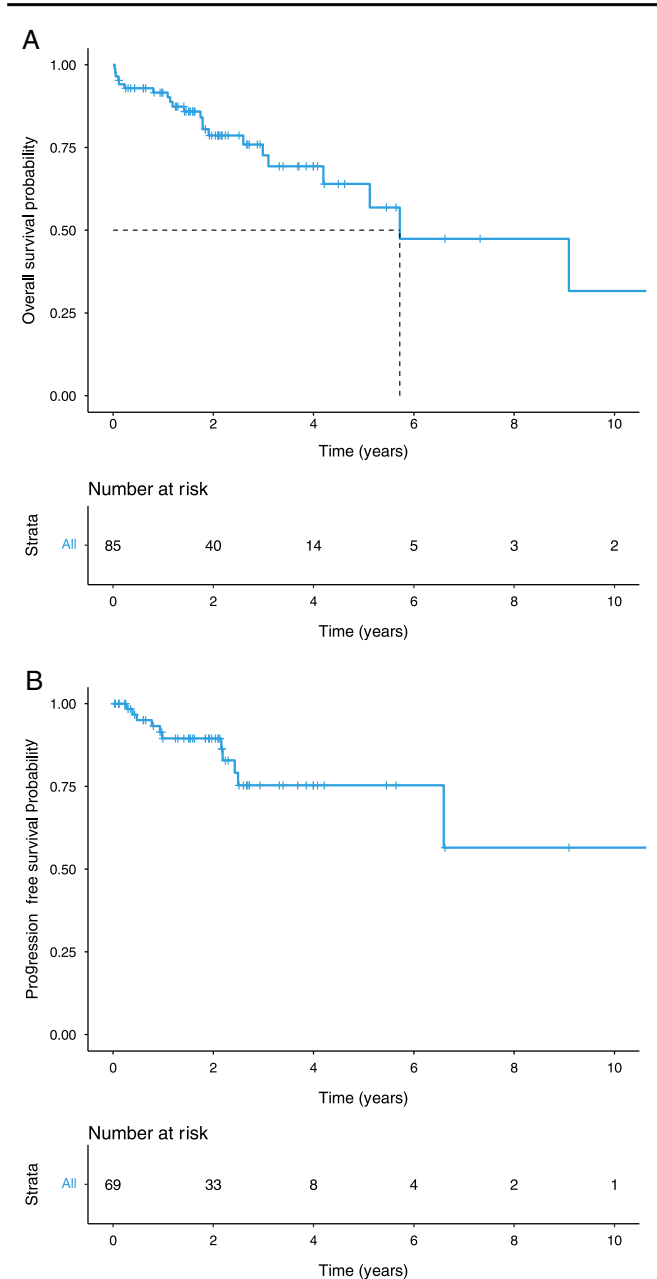 A
Overall survival probability
1.00
0.75
0.50
0.25
0.00
0 2 4 6 8 10
Time (years)
Number at risk
Strata
All 85 40 14 5 3 2
0 2 4 6 8 10
Time (years)
B
Progression free survival Probability
1.00
0.75
0.50
0.25
0.00
0 2 4 6 8 10
Time (years)
Number at risk
Strata
All 69 33 8 4 2 1
0 2 4 6 8 10
Time (years)